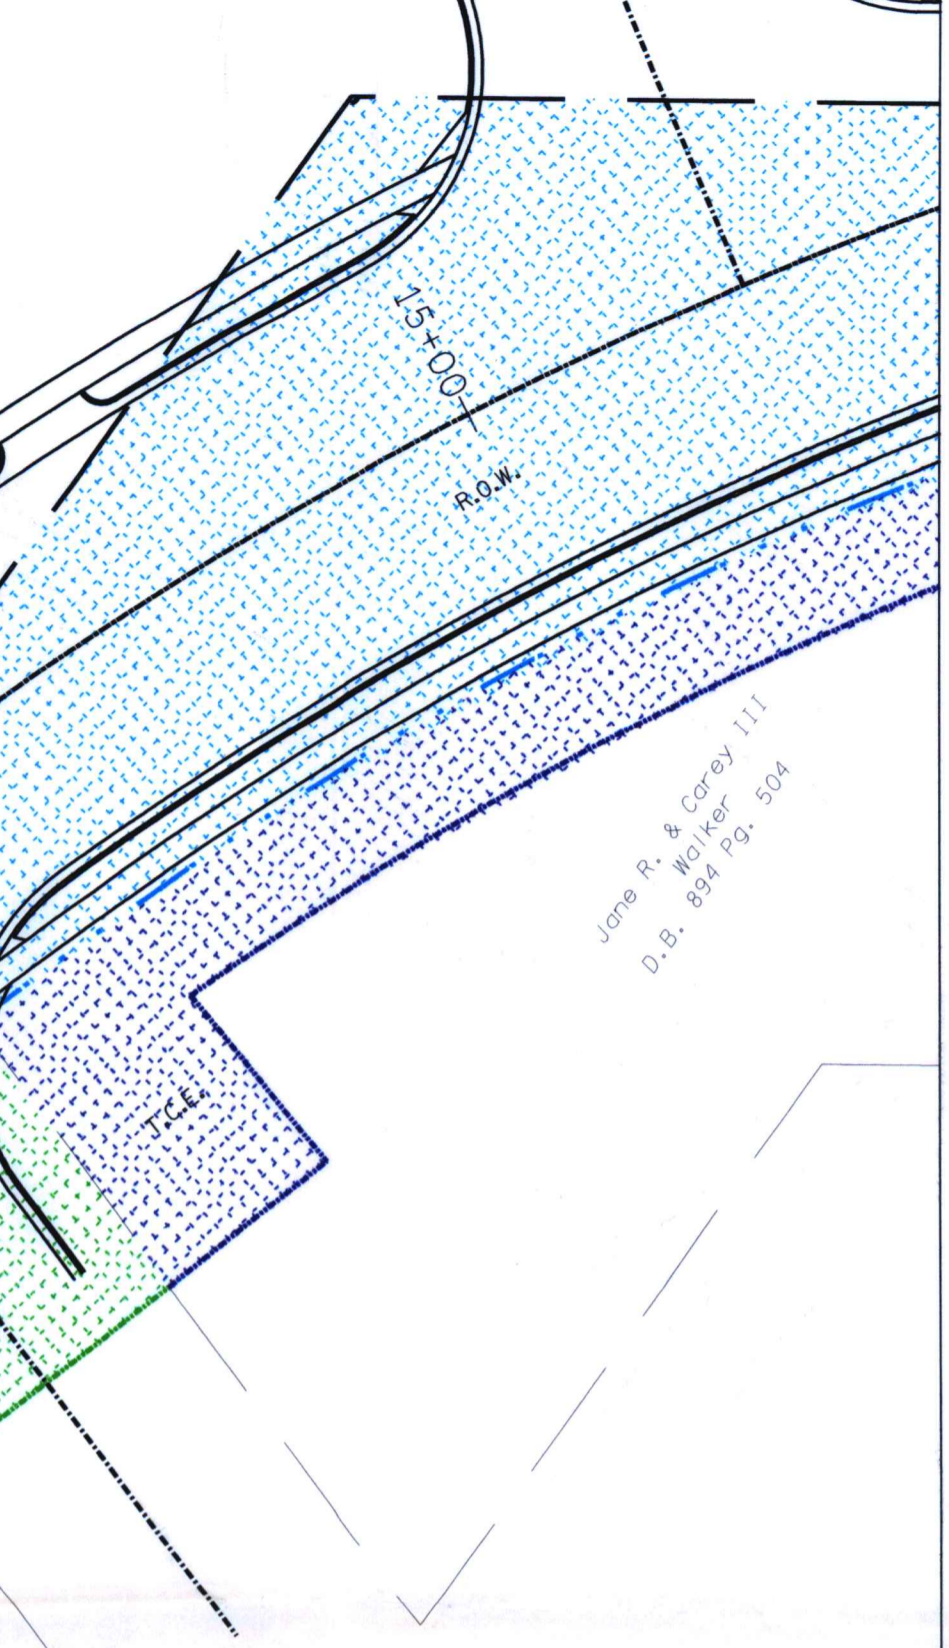 15+00
R.O.W.
Jane R. & Carey III
Walker
D.B. 894 Pg. 504
T.C.E.